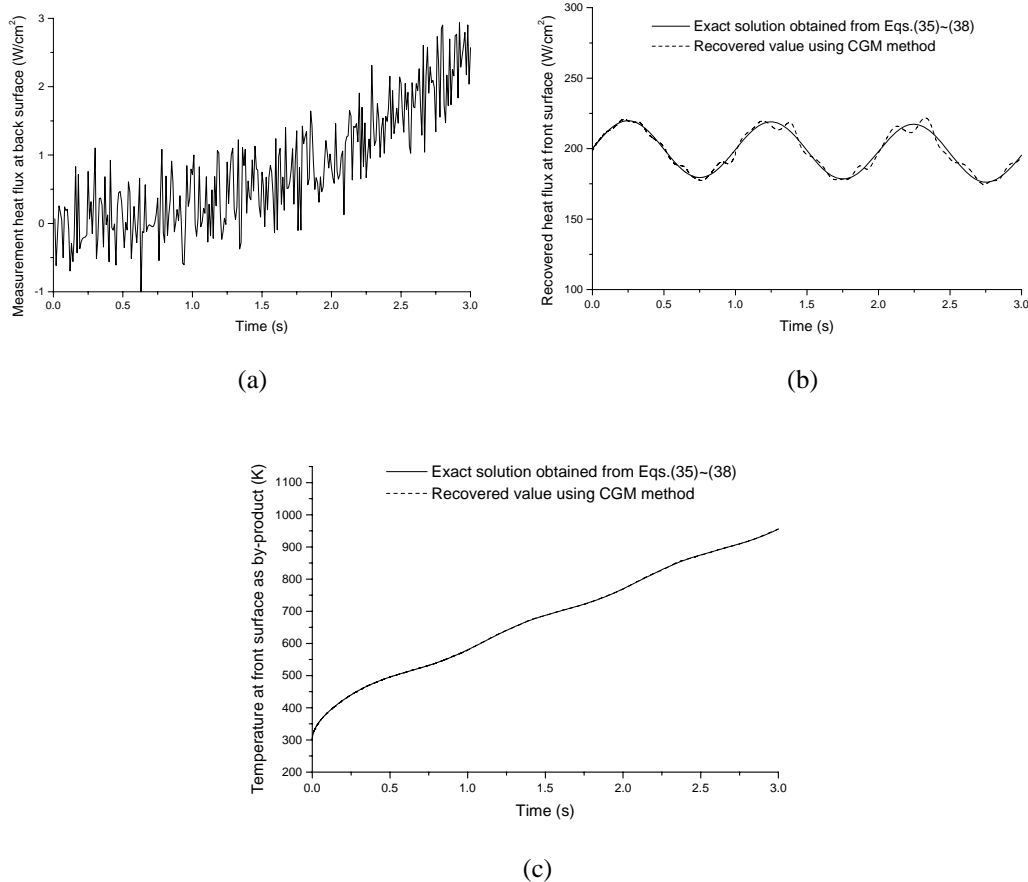 Measurement heat flux at back surface (W/cm²)
3
2
1
0
-1
0.0 0.5 1.0 1.5 2.0 2.5 3.0
Time (s)
(a)
Exact solution obtained from Eqs.(35)~(38)
Recovered value using CGM method
Recovered heat flux at front surface (W/cm²)
300
250
200
150
100
0.0 0.5 1.0 1.5 2.0 2.5 3.0
Time (s)
(b)
Exact solution obtained from Eqs.(35)~(38)
Recovered value using CGM method
Temperature at front surface as by-product (K)
1100
1000
900
800
700
600
500
400
300
200
0.0 0.5 1.0 1.5 2.0 2.5 3.0
Time (s)
(c)